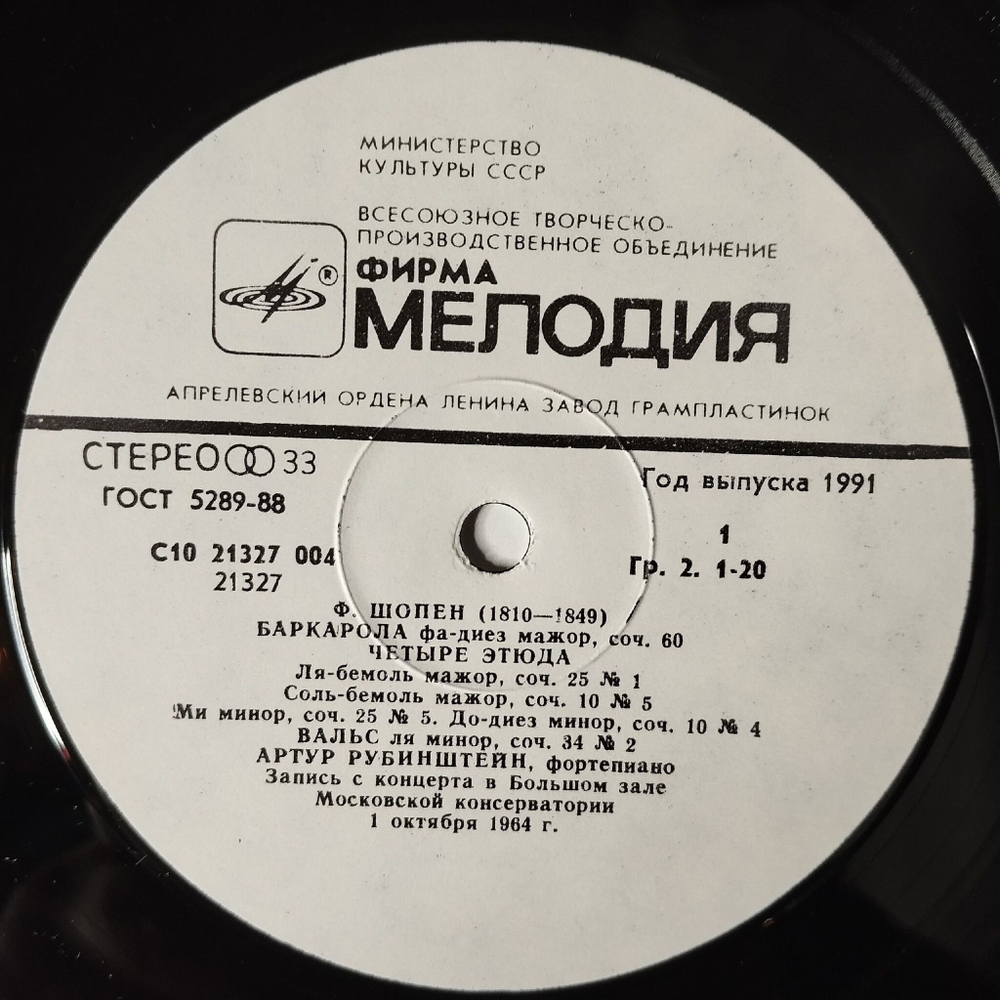 МИНИСТЕРСТВО
КУЛЬТУРЫ СССР
ВСЕСОЮЗНОЕ ТВОРЧЕСКО-
ПРОИЗВОДСТВЕННОЕ ОБЪЕДИНЕНИЕ
®
ФИРМА
МЕЛОДИЯ
АПРЕЛЕВСКИЙ ОРДЕНА ЛЕНИНА ЗАВОД ГРАМПЛАСТИНОК
СТЕРЕО 33
ГОСТ 5289-88
Год выпуска 1991
С10 21327 004
21327
1
Гр. 2. 1-20
Ф. ШОПЕН (1810—1849)
БАРКАРОЛА фа-диез мажор, соч. 60
ЧЕТЫРЕ ЭТЮДА
Ля-бемоль мажор, соч. 25 № 1
Соль-бемоль мажор, соч. 10 № 5
Ми минор, соч. 25 № 5. До-диез минор, соч. 10 № 4
ВАЛЬС ля минор, соч. 34 № 2
АРТУР РУБИНШТЕЙН, фортепиано
Запись с концерта в Большом зале
Московской консерватории
1 октября 1964 г.